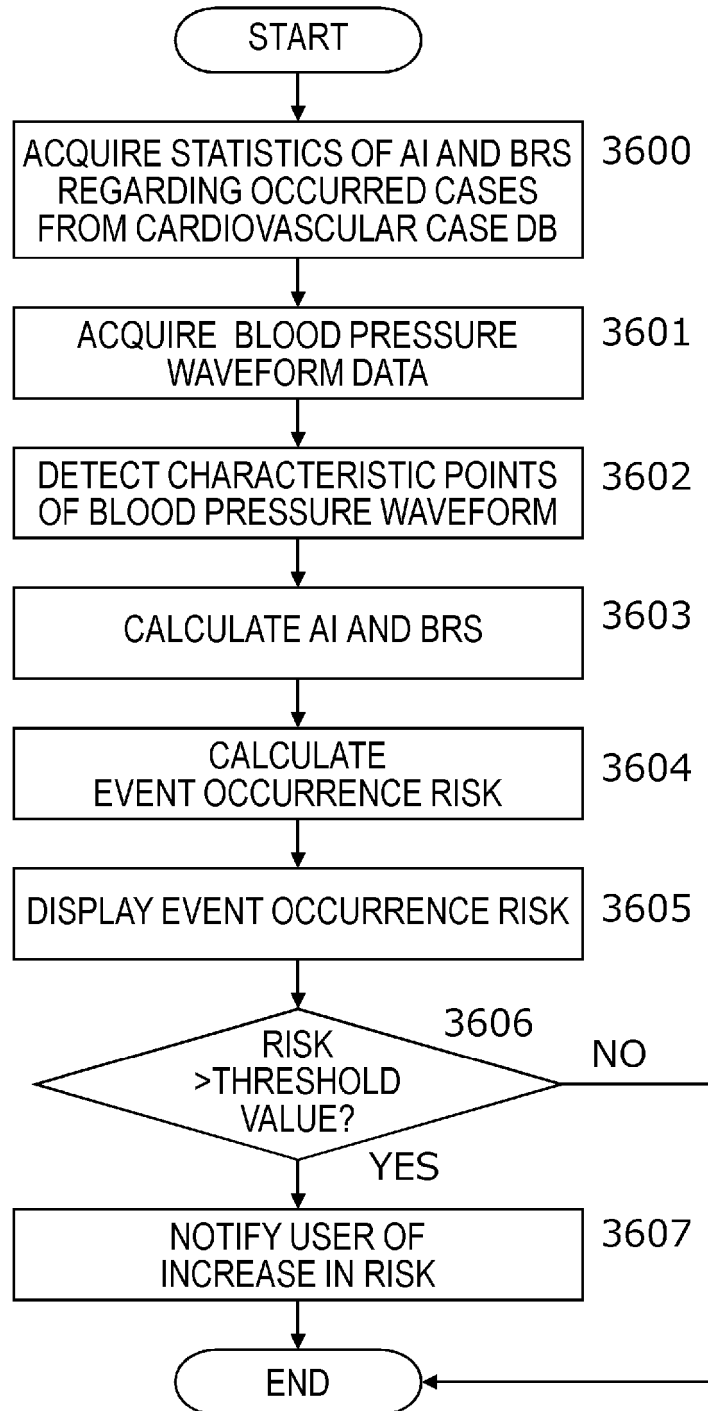 START
ACQUIRE STATISTICS OF AI AND BRS
REGARDING OCCURRED CASES
FROM CARDIOVASCULAR CASE DB
3600
ACQUIRE BLOOD PRESSURE
WAVEFORM DATA
3601
DETECT CHARACTERISTIC POINTS
OF BLOOD PRESSURE WAVEFORM
3602
CALCULATE AI AND BRS
3603
CALCULATE
EVENT OCCURRENCE RISK
3604
DISPLAY EVENT OCCURRENCE RISK
3605
3606
RISK
>THRESHOLD
VALUE?
NO
YES
NOTIFY USER OF
INCREASE IN RISK
3607
END